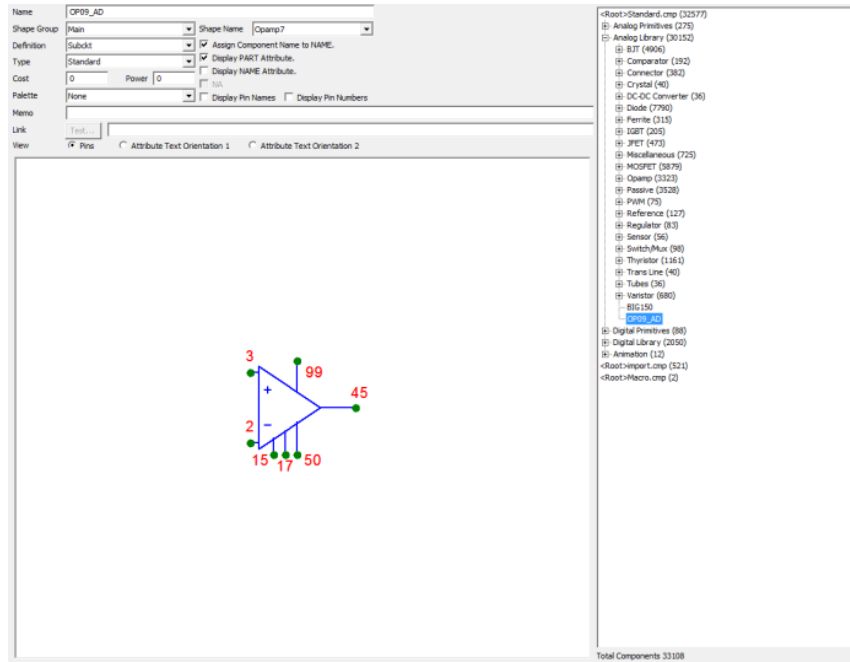 Name OP09_AD
Shape Group Main Shape Name Opamp7
Definition Subckt Assign Component Name to NAME.
Type Standard Display PART Attribute.
Display NAME Attribute.
Cost 0 Power 0
NA
Palette None Display Pin Names Display Pin Numbers
Memo
Link Test...
View Pins Attribute Text Orientation 1 Attribute Text Orientation 2
3
99
+
45
2
-
15
17
50
<Root>Standard.cmp (32577)
Analog Primitives (275)
Analog Library (30152)
BJT (4906)
Comparator (192)
Connector (382)
Crystal (40)
DC-DC Converter (36)
Diode (7790)
Ferrite (315)
IGBT (205)
JFET (473)
Miscellaneous (725)
MOSFET (5879)
Opamp (3323)
Passive (3528)
PWM (75)
Reference (127)
Regulator (83)
Sensor (56)
Switch/Mux (98)
Thyristor (1161)
Trans Line (40)
Tubes (36)
Varistor (680)
BIG150
OP09_AD
Digital Primitives (88)
Digital Library (2050)
Animation (12)
<Root>import.cmp (521)
<Root>Macro.cmp (2)
Total Components 33108